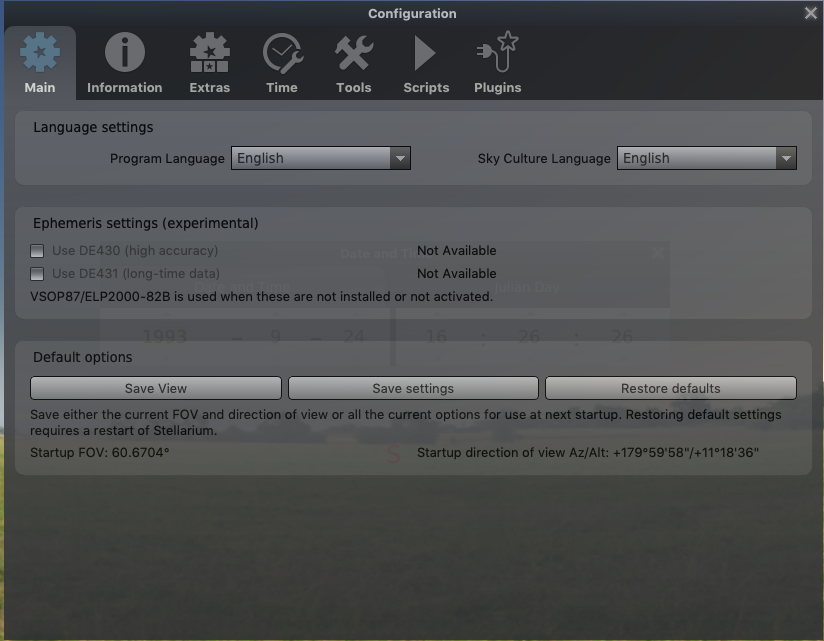 Configuration
Main Information Extras Time Tools Scripts Plugins
Language settings
Program Language English Sky Culture Language English
Ephemeris settings (experimental)
Use DE430 (high accuracy) Not Available
Date and
Use DE431 (long-time data) Not Available
Date and Time Julian Day
VSOP87/ELP2000-82B is used when these are not installed or not activated.
1993 – 9 – 24 16 : 26 : 26
Default options
Save View Save settings Restore defaults
Save either the current FOV and direction of view or all the current options for use at next startup. Restoring default settings
requires a restart of Stellarium.
Startup FOV: 60.6704° Startup direction of view Az/Alt: +179°59'58"/+11°18'36"
S